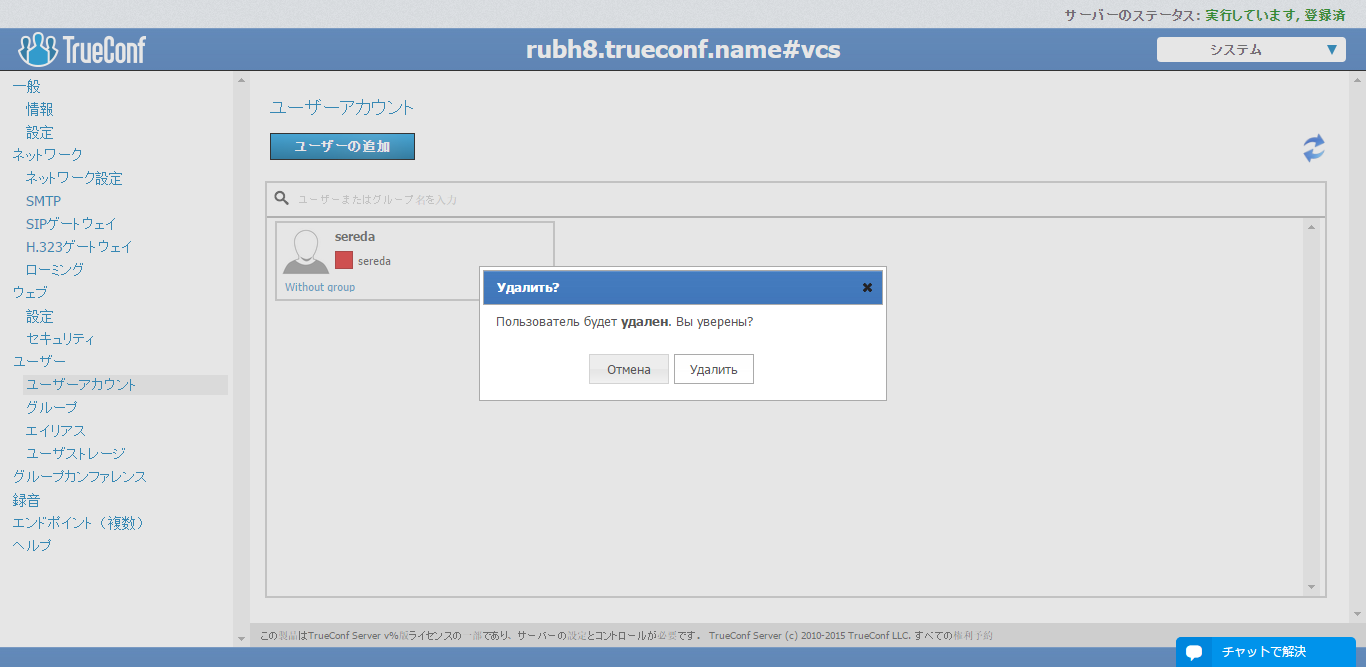 サーバーのステータス: 実行しています, 登録済
TrueConf
rubh8.trueconf.name#vcs
システム
一般
情報
設定
ネットワーク
ネットワーク設定
SMTP
SIPゲートウェイ
H.323ゲートウェイ
ローミング
ウェブ
設定
セキュリティ
ユーザー
ユーザーアカウント
グループ
エイリアス
ユーザストレージ
グループカンファレンス
録音
エンドポイント（複数）
ヘルプ
ユーザーアカウント
ユーザーの追加
ユーザーまたはグループ名を入力
sereda
sereda
Without group
Удалить?
Пользователь будет удален. Вы уверены?
Отмена
Удалить
この製品はTrueConf Server v%版ライセンスの一部であり、サーバーの設定とコントロールが必要です。 TrueConf Server (c) 2010-2015 TrueConf LLC. すべての権利予約
チャットで解決